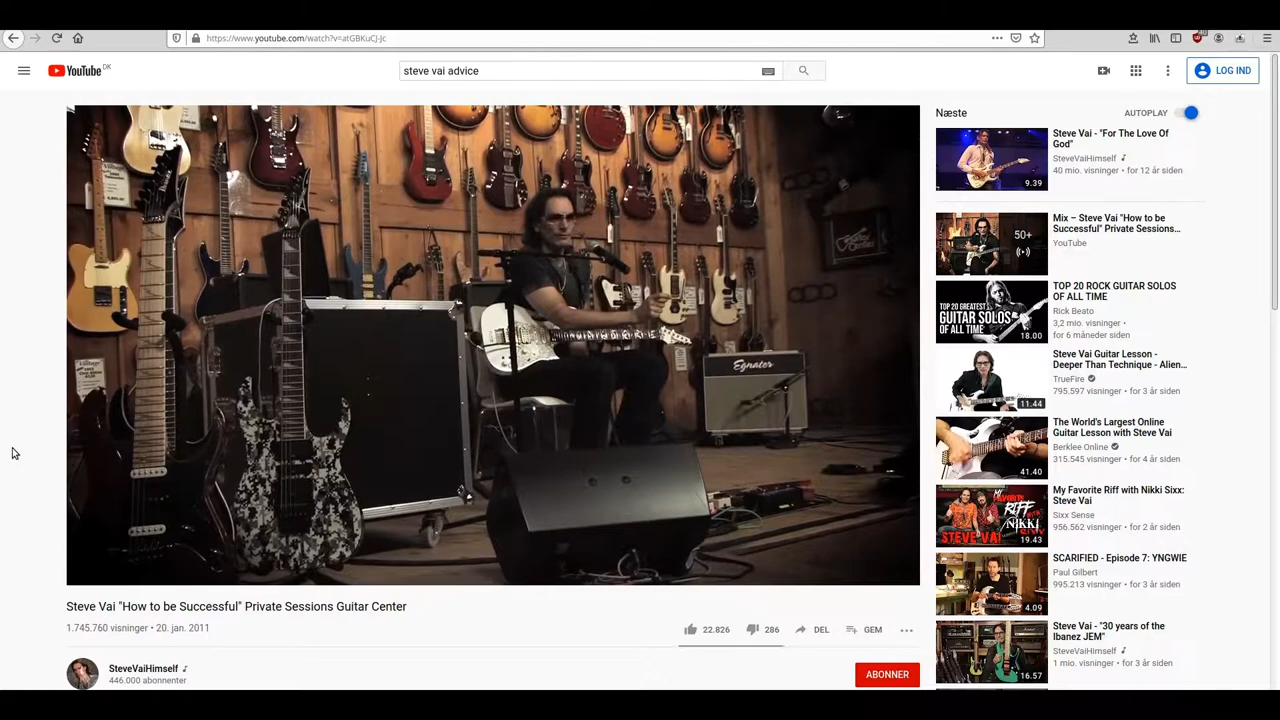 https://www.youtube.com/watch?v=atGBKuCJ-Jc
YouTube DK
steve vai advice
LOG IND
Egnater
Steve Vai "How to be Successful" Private Sessions Guitar Center
1.745.760 visninger • 20. jan. 2011
22.826
286
DEL
GEM
SteveVaiHimself
446.000 abonnenter
ABONNER
Næste
AUTOPLAY
9.39
Steve Vai - "For The Love Of
God"
SteveVaiHimself
40 mio. visninger • for 12 år siden
50+
Mix – Steve Vai "How to be
Successful" Private Sessions...
YouTube
TOP 20 GREATEST
GUITAR SOLOS
OF ALL TIME
18.00
TOP 20 ROCK GUITAR SOLOS
OF ALL TIME
Rick Beato
3,2 mio. visninger •
for 6 måneder siden
11.44
Steve Vai Guitar Lesson -
Deeper Than Technique - Alien...
TrueFire
795.597 visninger • for 3 år siden
41.40
The World's Largest Online
Guitar Lesson with Steve Vai
Berklee Online
315.545 visninger • for 4 år siden
MY
FAVORITE
RIFF
WITH
NIKKI
SIXX
STEVE VAI
19.43
My Favorite Riff with Nikki Sixx:
Steve Vai
Sixx Sense
956.562 visninger • for 2 år siden
4.09
SCARIFIED - Episode 7: YNGWIE
Paul Gilbert
995.213 visninger • for 3 år siden
16.57
Steve Vai - "30 years of the
Ibanez JEM"
SteveVaiHimself
1 mio. visninger • for 3 år siden